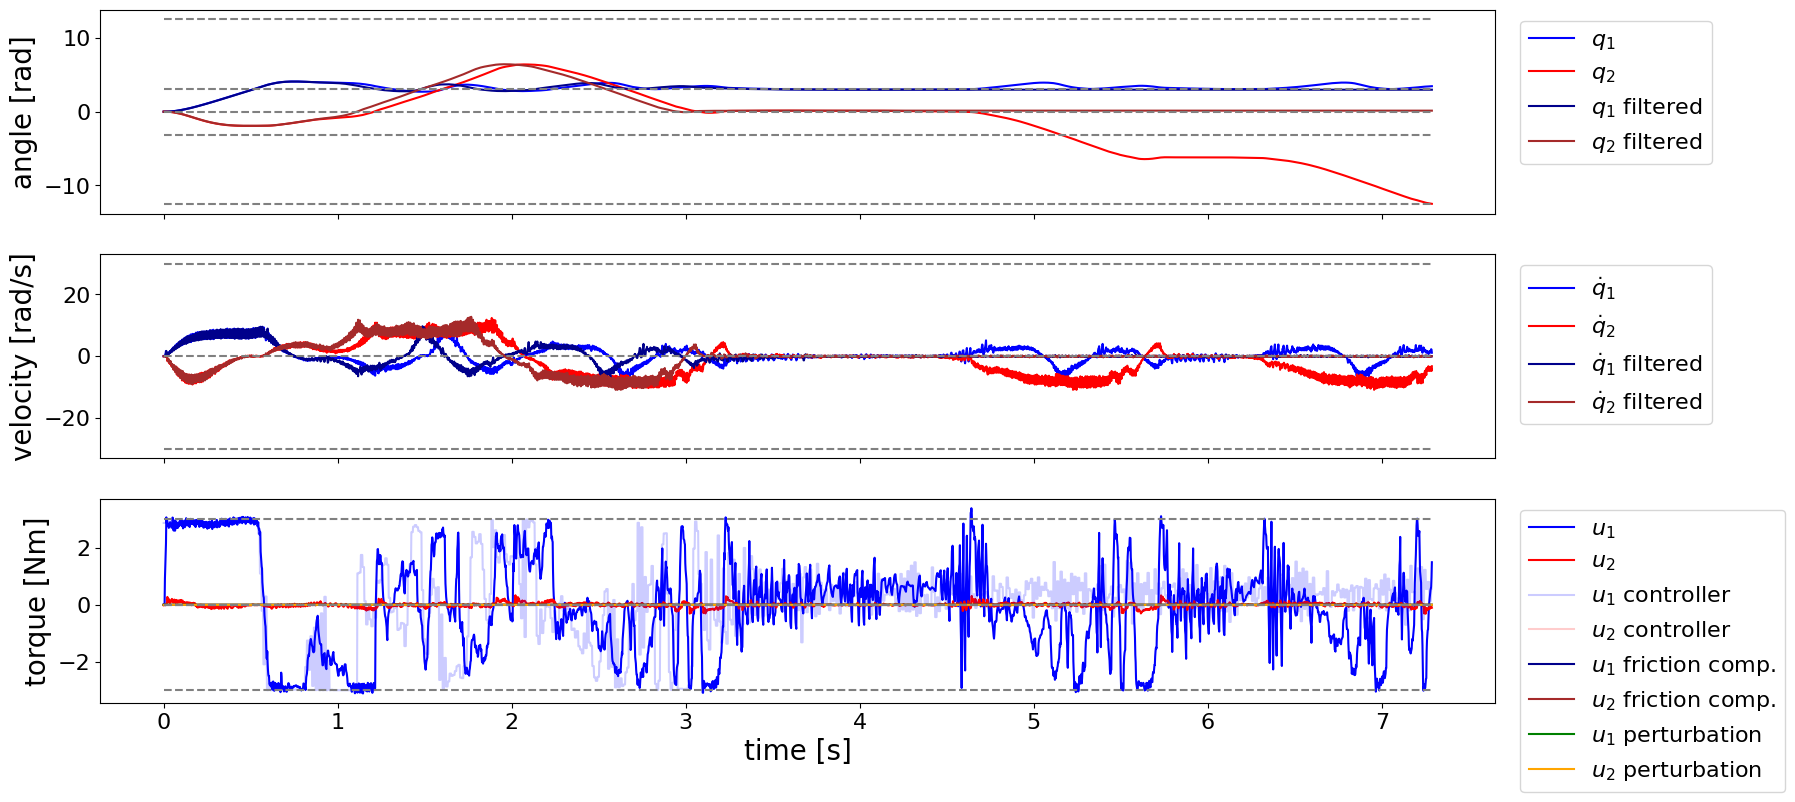 angle [rad]
10
0
−10
q₁
q₂
q₁ filtered
q₂ filtered
velocity [rad/s]
20
0
−20
q̇₁
q̇₂
q̇₁ filtered
q̇₂ filtered
torque [Nm]
2
0
−2
0 1 2 3 4 5 6 7
time [s]
u₁
u₂
u₁ controller
u₂ controller
u₁ friction comp.
u₂ friction comp.
u₁ perturbation
u₂ perturbation